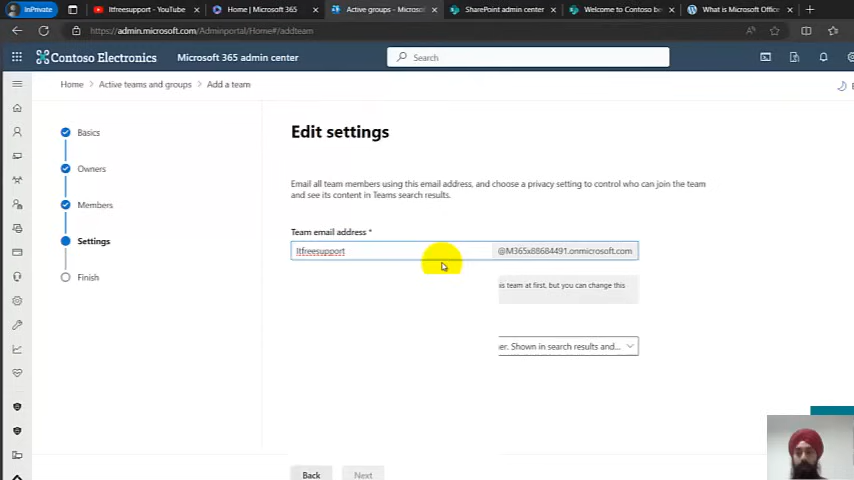 InPrivate
Itfreesupport - YouTube
Home | Microsoft 365
Active groups - Microso
SharePoint admin center
Welcome to Contoso be
What is Microsoft Office
https://admin.microsoft.com/Adminportal/Home#/addteam
Contoso Electronics
Microsoft 365 admin center
Search
Home > Active teams and groups > Add a team
Basics
Owners
Members
Settings
Finish
Edit settings
Email all team members using this email address, and choose a privacy setting to control who can join the team
and see its content in Teams search results.
Team email address *
Itfreesupport
@M365x88684491.onmicrosoft.com
is team at first, but you can change this
er. Shown in search results and...
Back
Next